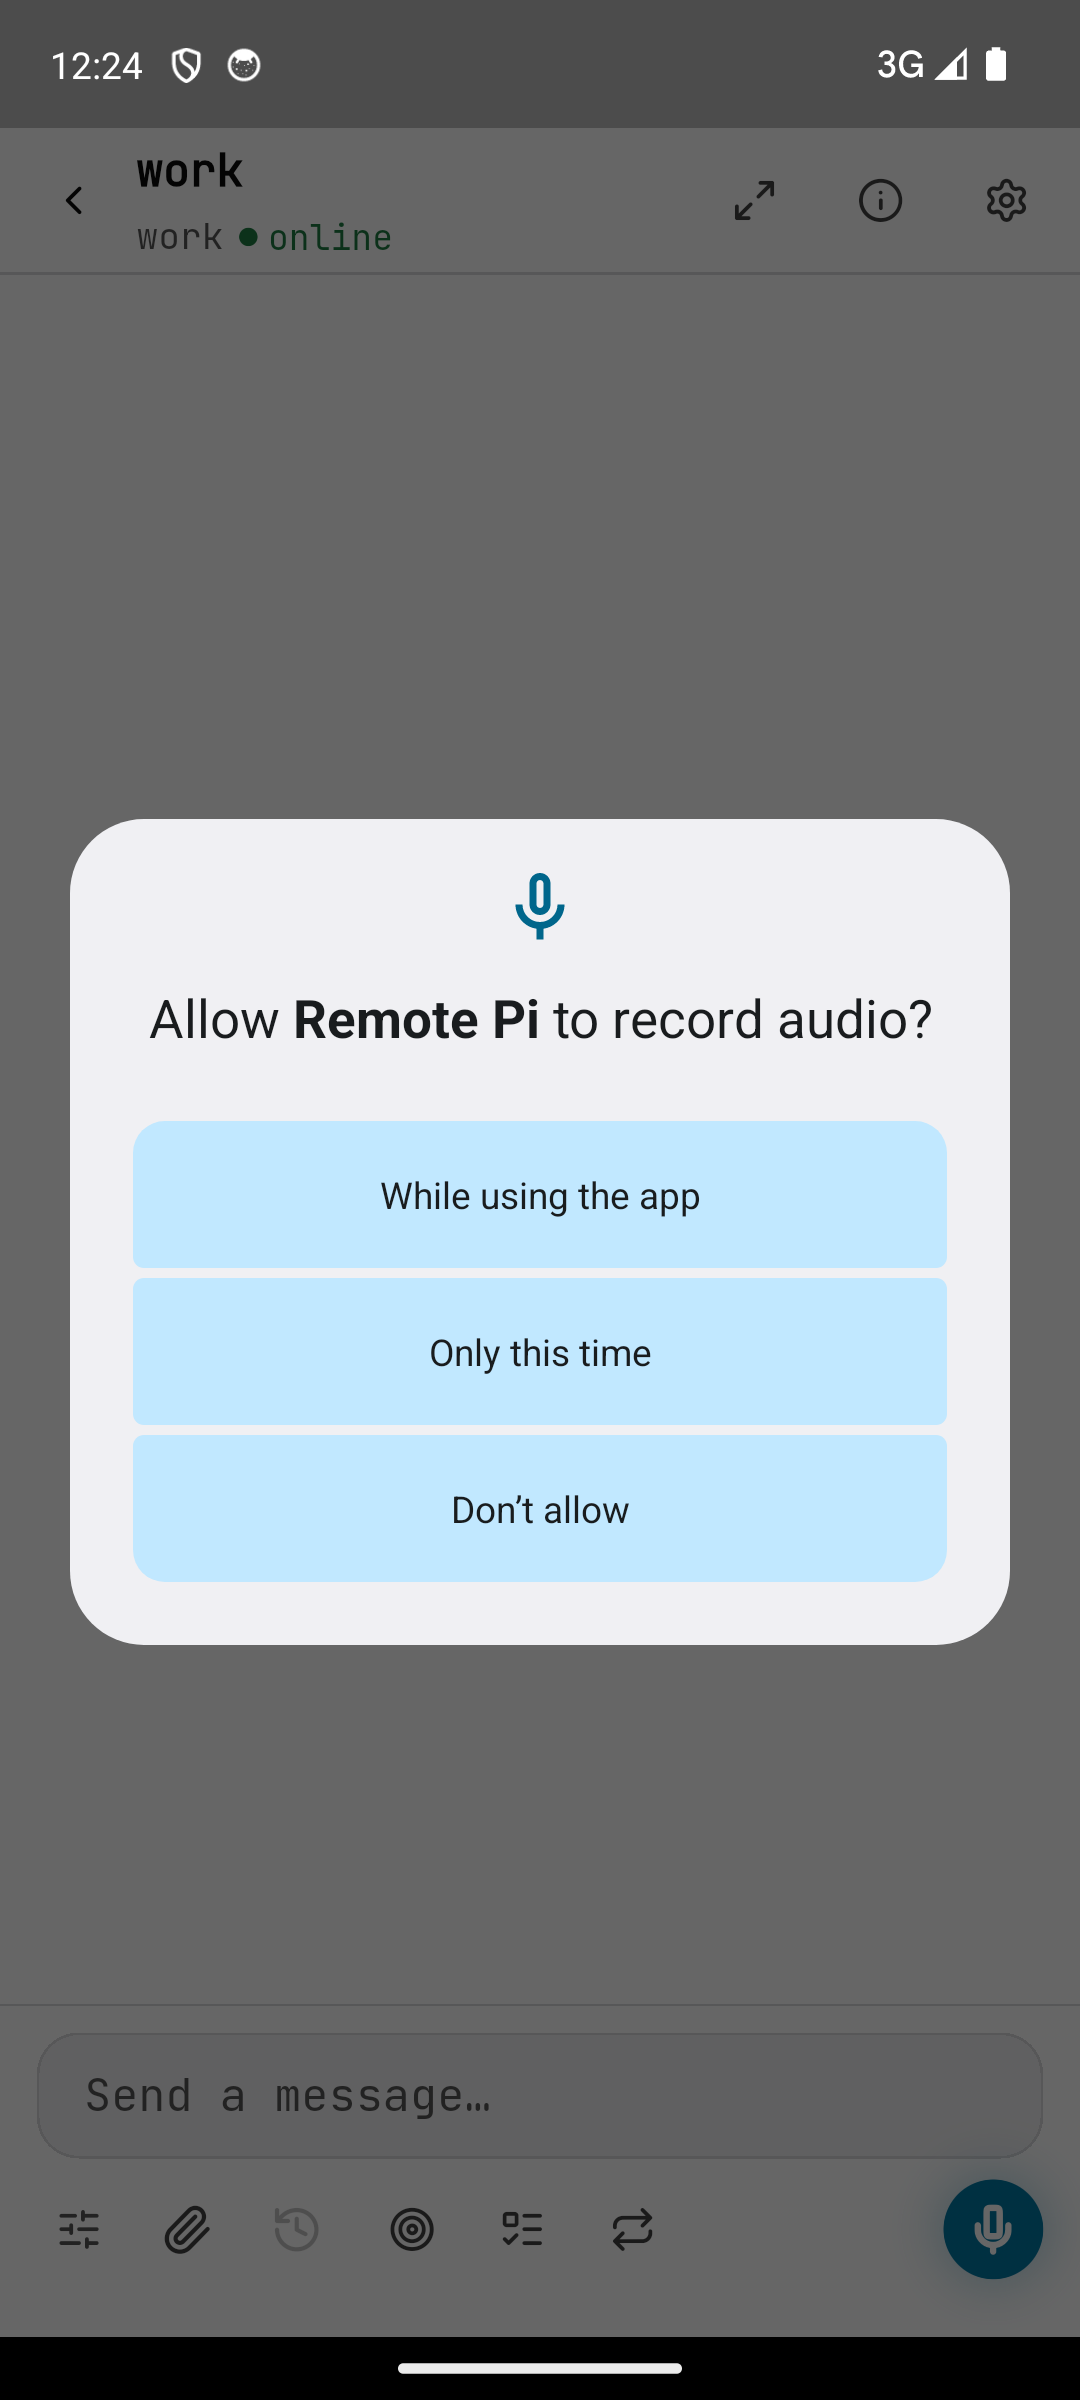 12:24
3G
work
work online
Allow Remote Pi to record audio?
While using the app
Only this time
Don’t allow
Send a message…